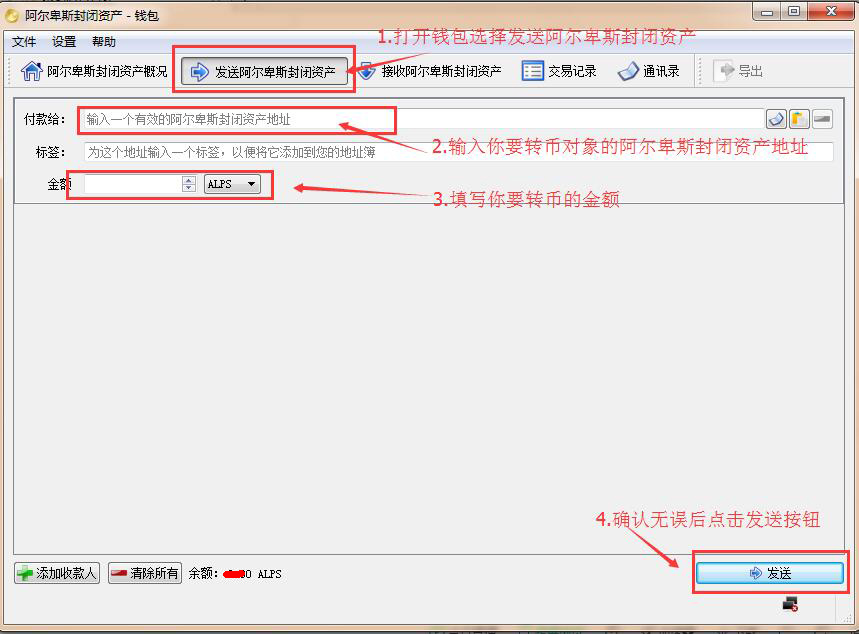 阿尔卑斯封闭资产 - 钱包
文件 设置 帮助
1.打开钱包选择发送阿尔卑斯封闭资产
阿尔卑斯封闭资产概况 发送阿尔卑斯封闭资产 接收阿尔卑斯封闭资产 交易记录 通讯录 导出
付款给: 输入一个有效的阿尔卑斯封闭资产地址
2.输入你要转币对象的阿尔卑斯封闭资产地址
标签: 为这个地址输入一个标签，以便将它添加到您的地址簿
金额 ALPS
3.填写你要转币的金额
4.确认无误后点击发送按钮
添加收款人 清除所有 余额: 0 ALPS 发送